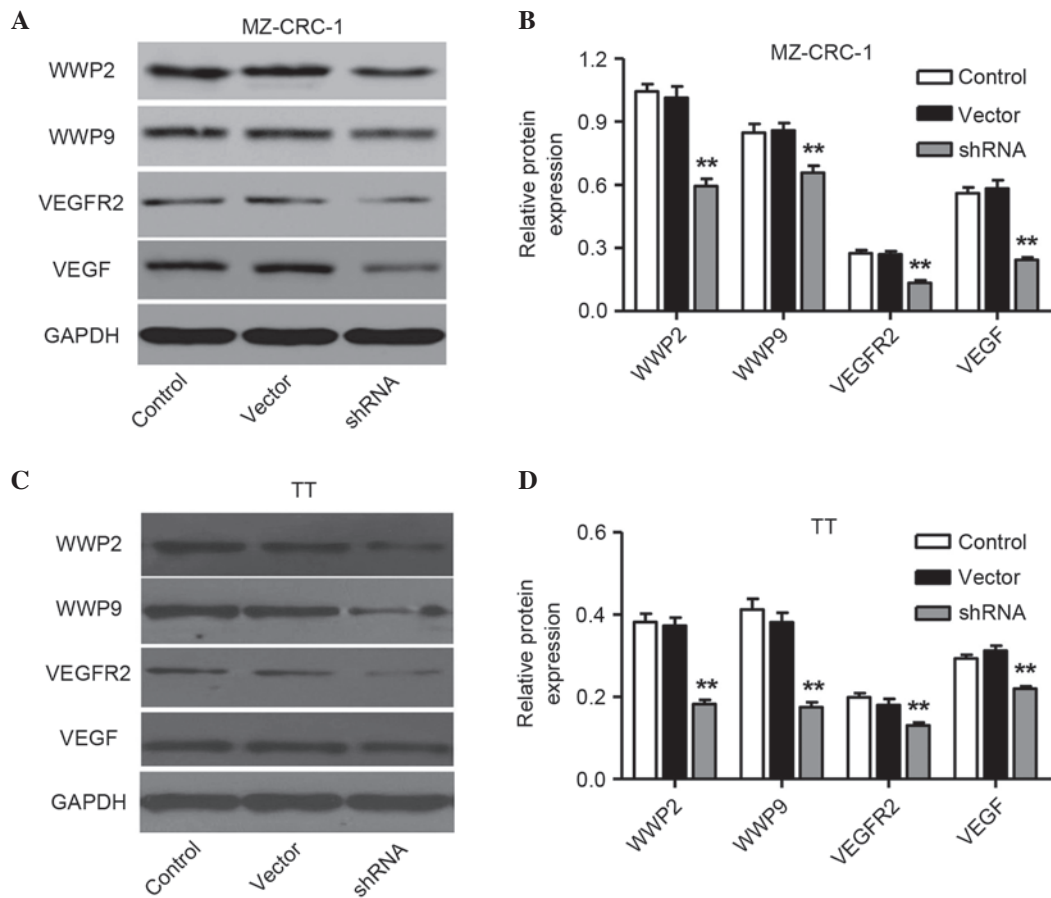 A
MZ-CRC-1
WWP2
WWP9
VEGFR2
VEGF
GAPDH
Control
Vector
shRNA
B
MZ-CRC-1
Relative protein
expression
1.2
0.9
0.6
0.3
0.0
Control
Vector
shRNA
**
**
**
**
WWP2
WWP9
VEGFR2
VEGF
C
TT
WWP2
WWP9
VEGFR2
VEGF
GAPDH
Control
Vector
shRNA
D
TT
Relative protein
expression
0.6
0.4
0.2
0.0
Control
Vector
shRNA
**
**
**
**
WWP2
WWP9
VEGFR2
VEGF